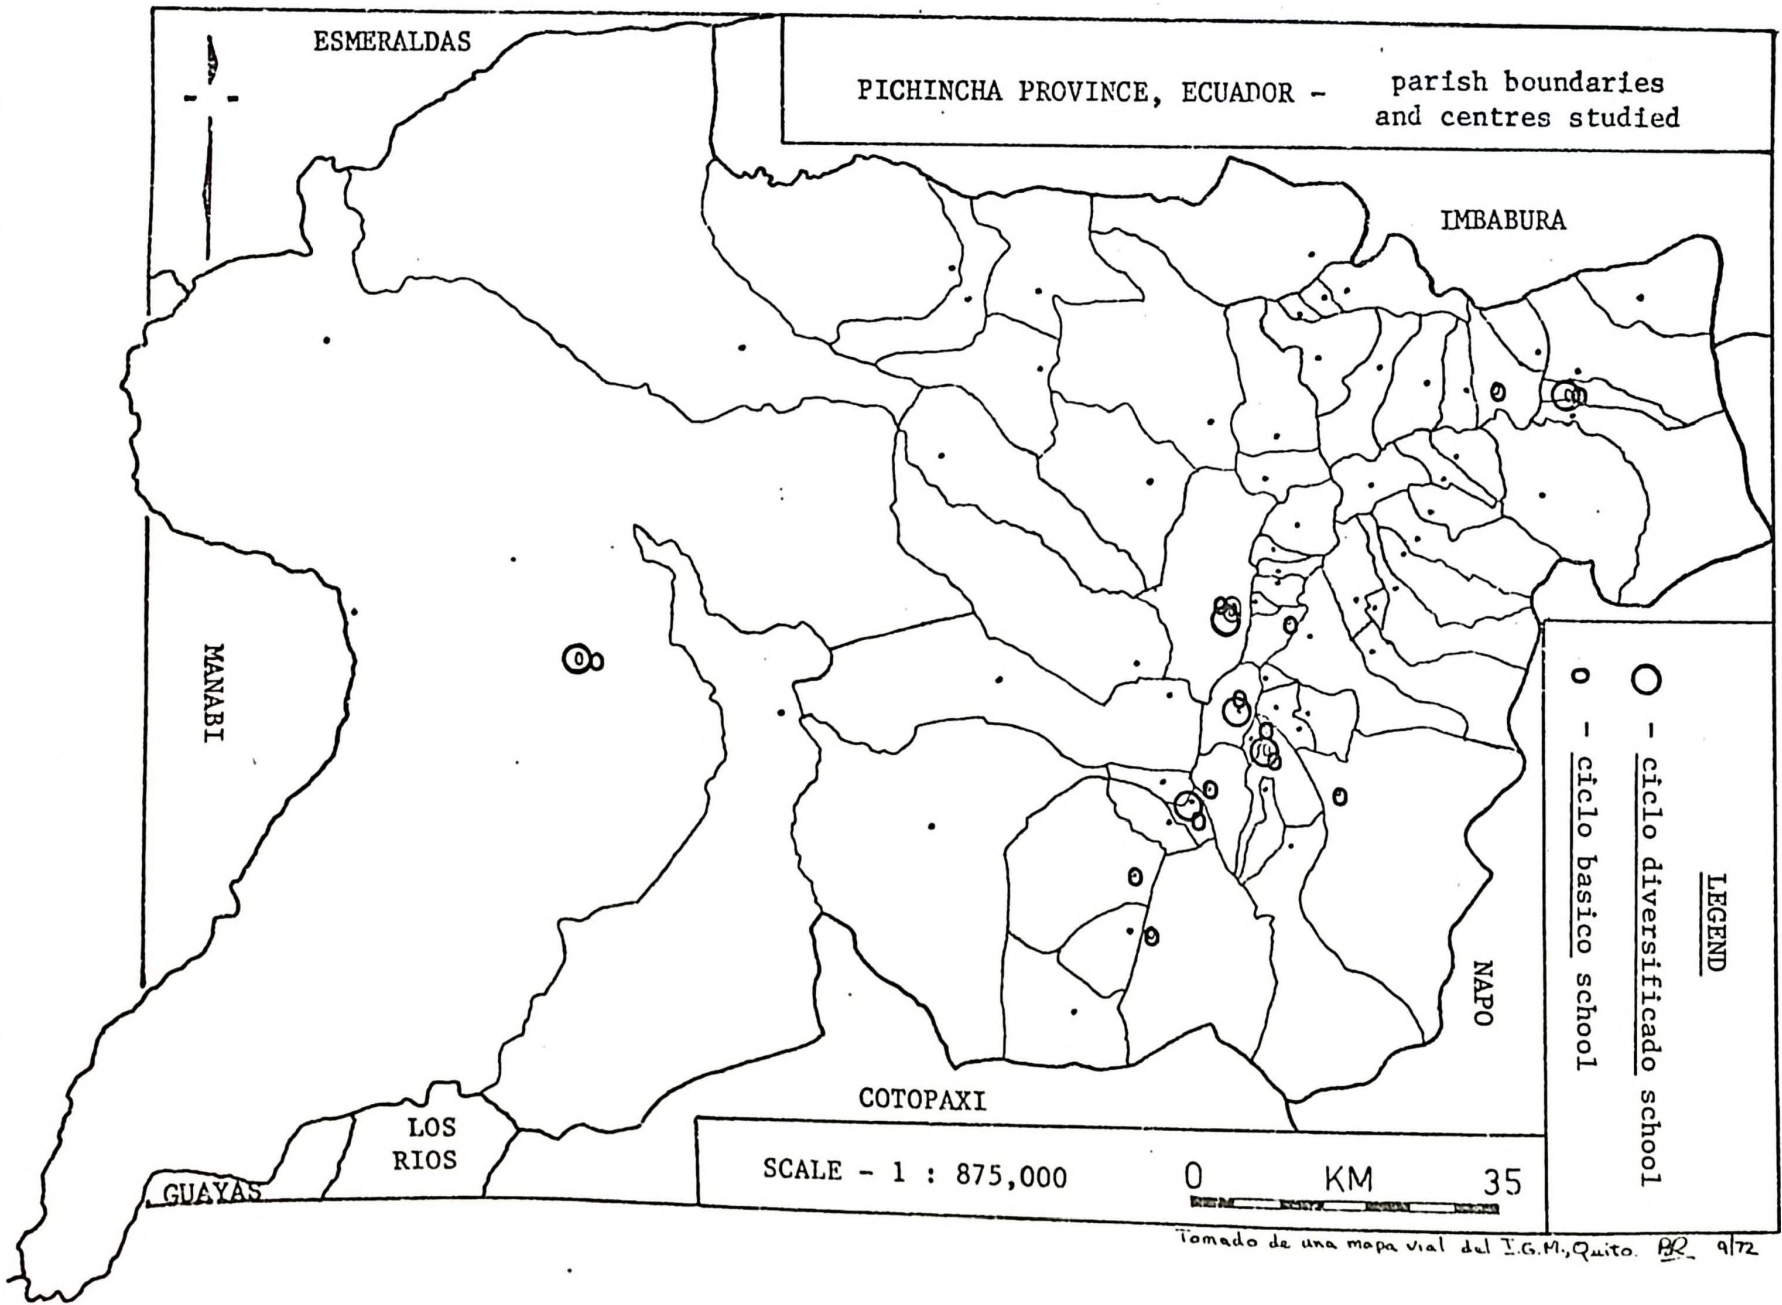 ESMERALDAS
PICHINCHA PROVINCE, ECUADOR -
parish boundaries
and centres studied
IMBABURA
MANABI
LEGEND
O - ciclo diversificado school
o - ciclo basico school
NAPO
COTOPAXI
LOS
RIOS
GUAYAS
SCALE - 1 : 875,000
0 KM 35
Tomado de una mapa vial del I.G.M., Quito. BR 9/72